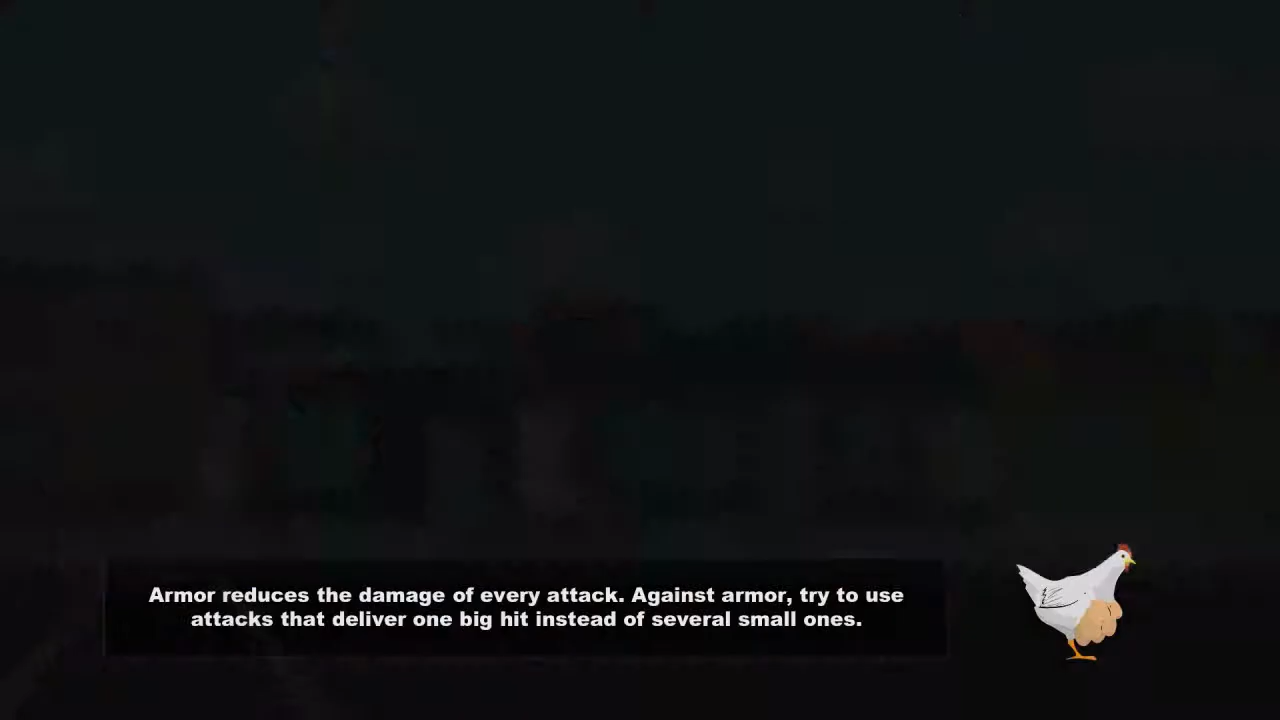 Armor reduces the damage of every attack. Against armor, try to use
attacks that deliver one big hit instead of several small ones.